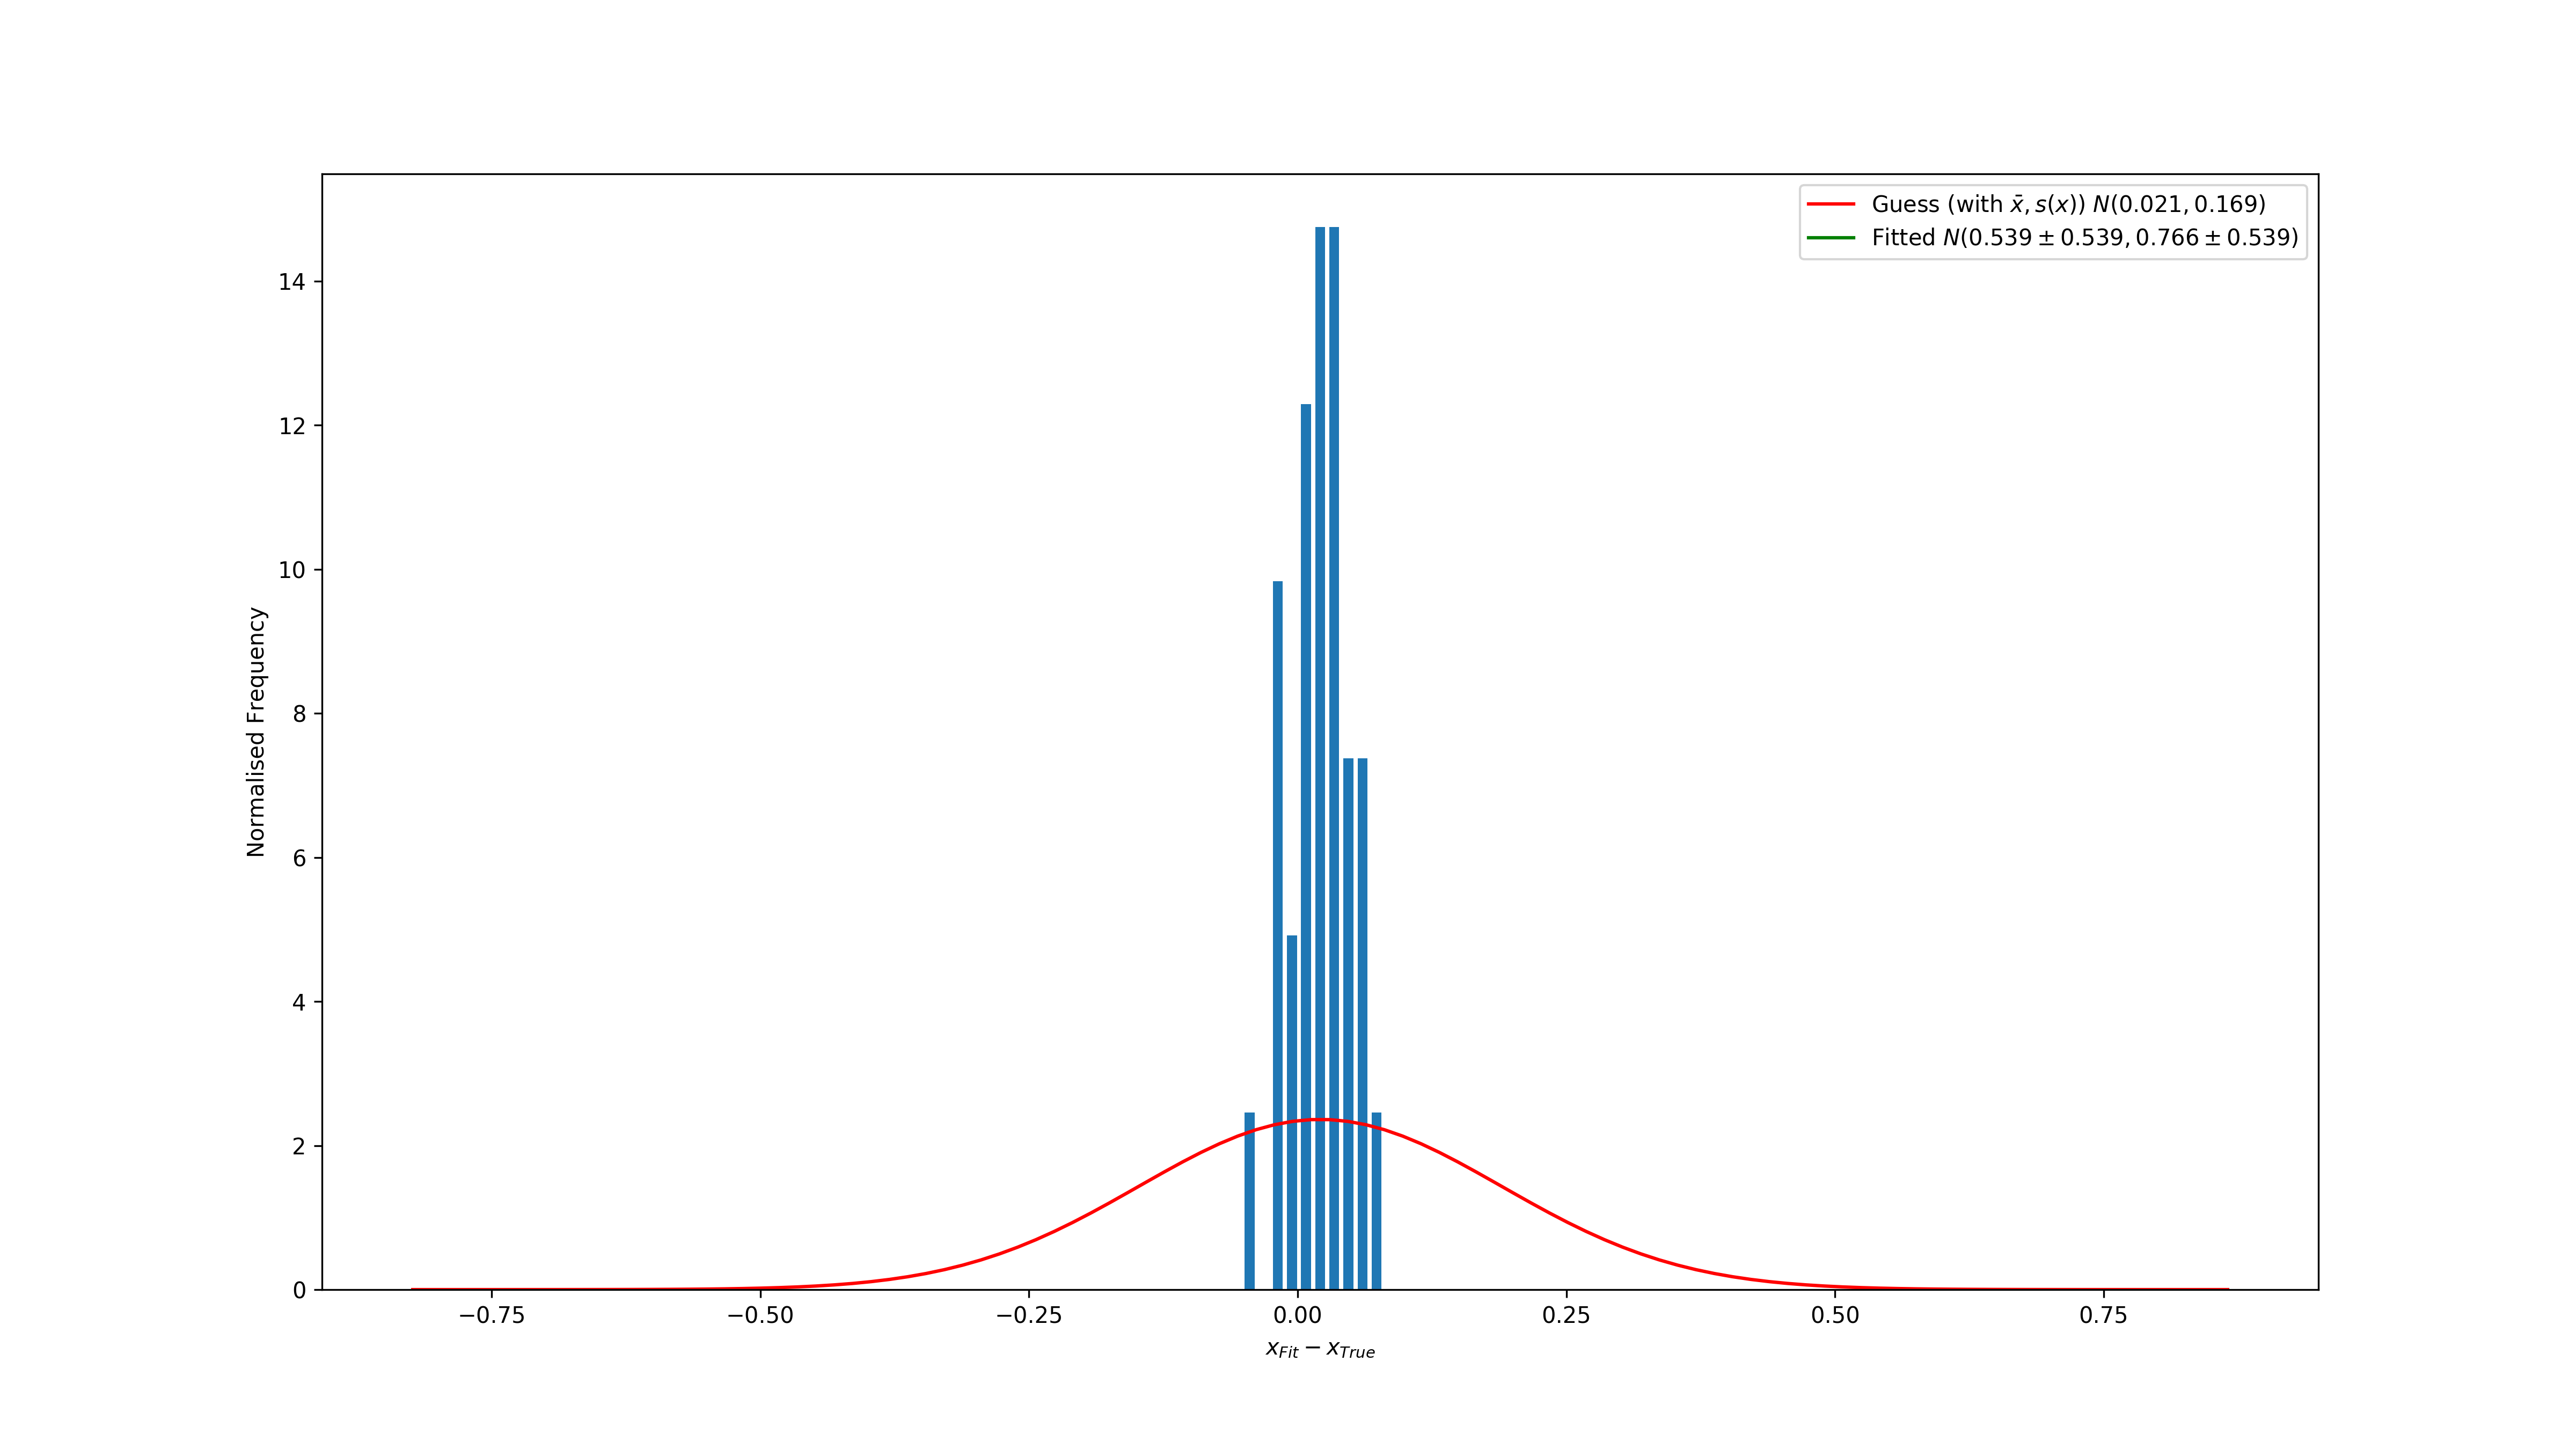 Guess (with x̄, s(x)) N(0.021, 0.169)
Fitted N(0.539 ± 0.539, 0.766 ± 0.539)
Normalised Frequency
14
12
10
8
6
4
2
0
−0.75 −0.50 −0.25 0.00 0.25 0.50 0.75
x_Fit − x_True